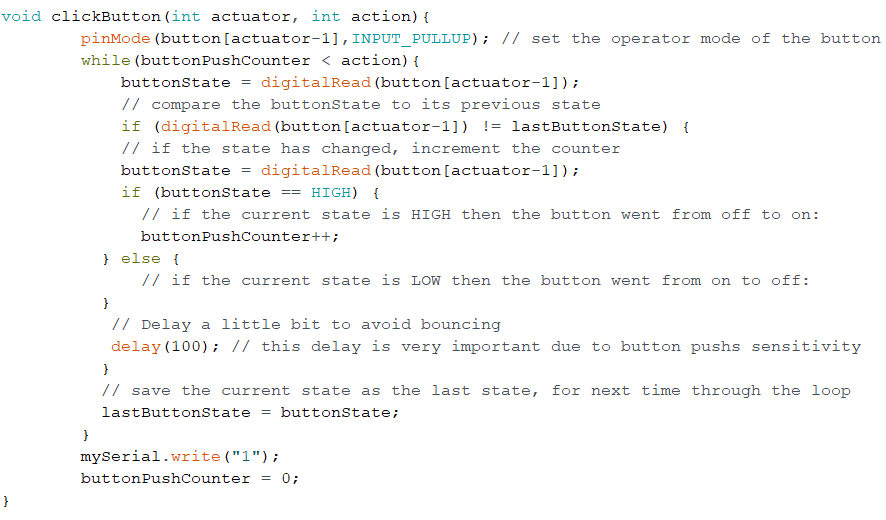 void clickButton(int actuator, int action){
pinMode(button[actuator-1],INPUT_PULLUP); // set the operator mode of the button
while(buttonPushCounter < action){
buttonState = digitalRead(button[actuator-1]);
// compare the buttonState to its previous state
if (digitalRead(button[actuator-1]) != lastButtonState) {
// if the state has changed, increment the counter
buttonState = digitalRead(button[actuator-1]);
if (buttonState == HIGH) {
// if the current state is HIGH then the button went from off to on:
buttonPushCounter++;
} else {
// if the current state is LOW then the button went from on to off:
}
// Delay a little bit to avoid bouncing
delay(100); // this delay is very important due to button pushs sensitivity
}
// save the current state as the last state, for next time through the loop
lastButtonState = buttonState;
}
mySerial.write("1");
buttonPushCounter = 0;
}